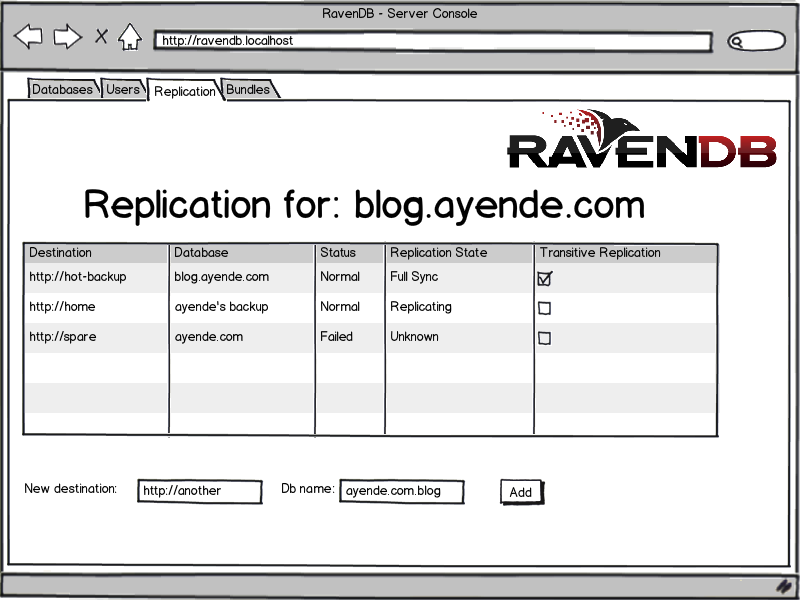 RavenDB - Server Console
http://ravendb.localhost
Databases Users Replication Bundles
RAVENDB
Replication for: blog.ayende.com
Destination Database Status Replication State Transitive Replication
http://hot-backup blog.ayende.com Normal Full Sync
http://home ayende's backup Normal Replicating
http://spare ayende.com Failed Unknown
New destination: http://another Db name: ayende.com.blog Add